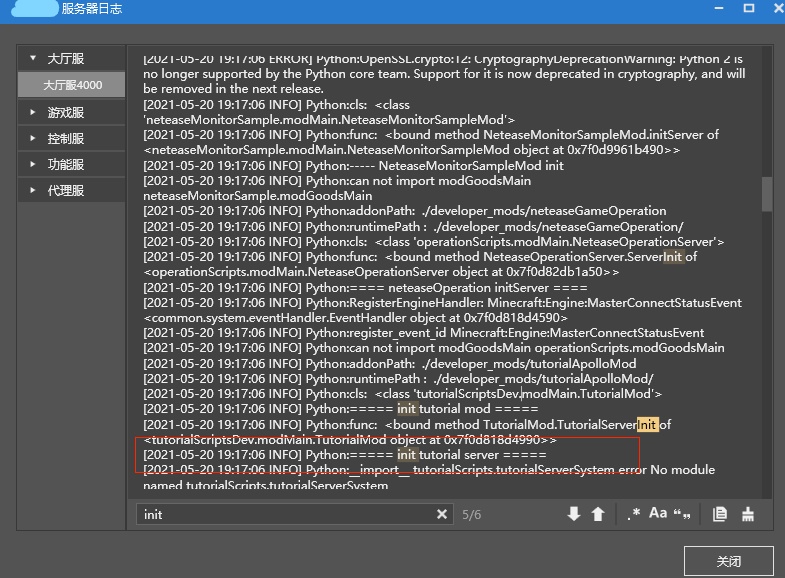 服务器日志
大厅服
大厅服4000
游戏服
控制服
功能服
代理服
[2021-05-20 19:17:06 ERROR] Python:OpenSSL.crypto:12: CryptographyDeprecationWarning: Python 2 is
no longer supported by the Python core team. Support for it is now deprecated in cryptography, and will
be removed in the next release.
[2021-05-20 19:17:06 INFO] Python:cls:  <class
'neteaseMonitorSample.modMain.NeteaseMonitorSampleMod'>
[2021-05-20 19:17:06 INFO] Python:func:  <bound method NeteaseMonitorSampleMod.initServer of
<neteaseMonitorSample.modMain.NeteaseMonitorSampleMod object at 0x7f0d9961b490>>
[2021-05-20 19:17:06 INFO] Python:----- NeteaseMonitorSampleMod init
[2021-05-20 19:17:06 INFO] Python:can not import modGoodsMain
neteaseMonitorSample.modGoodsMain
[2021-05-20 19:17:06 INFO] Python:addonPath:  ./developer_mods/neteaseGameOperation
[2021-05-20 19:17:06 INFO] Python:runtimePath :  ./developer_mods/neteaseGameOperation/
[2021-05-20 19:17:06 INFO] Python:cls:  <class 'operationScripts.modMain.NeteaseOperationServer'>
[2021-05-20 19:17:06 INFO] Python:func:  <bound method NeteaseOperationServer.ServerInit of
<operationScripts.modMain.NeteaseOperationServer object at 0x7f0d82db1a50>>
[2021-05-20 19:17:06 INFO] Python:==== neteaseOperation initServer ====
[2021-05-20 19:17:06 INFO] Python:RegisterEngineHandler: Minecraft:Engine:MasterConnectStatusEvent
<common.system.eventHandler.EventHandler object at 0x7f0d818d4590>
[2021-05-20 19:17:06 INFO] Python:register_event_id Minecraft:Engine:MasterConnectStatusEvent
[2021-05-20 19:17:06 INFO] Python:can not import modGoodsMain operationScripts.modGoodsMain
[2021-05-20 19:17:06 INFO] Python:addonPath:  ./developer_mods/tutorialApolloMod
[2021-05-20 19:17:06 INFO] Python:runtimePath :  ./developer_mods/tutorialApolloMod/
[2021-05-20 19:17:06 INFO] Python:cls:  <class 'tutorialScriptsDev.modMain.TutorialMod'>
[2021-05-20 19:17:06 INFO] Python:===== init tutorial mod =====
[2021-05-20 19:17:06 INFO] Python:func:  <bound method TutorialMod.TutorialServerInit of
<tutorialScriptsDev.modMain.TutorialMod object at 0x7f0d818d4990>>
[2021-05-20 19:17:06 INFO] Python:===== init tutorial server =====
[2021-05-20 19:17:06 INFO] Python:__import__ tutorialScripts.tutorialServerSystem error No module
named tutorialScripts.tutorialServerSystem
init
5/6
.* Aa “”
关闭